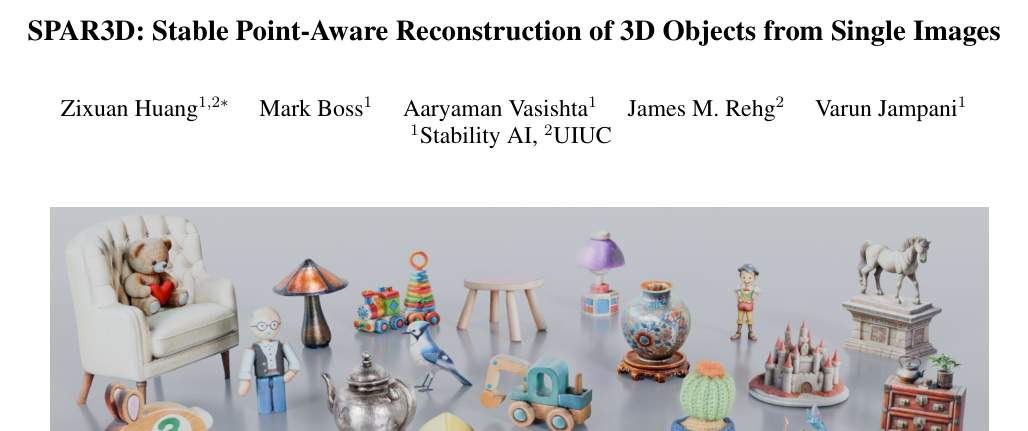 SPAR3D: Stable Point-Aware Reconstruction of 3D Objects from Single Images
Zixuan Huang1,2* Mark Boss1 Aaryaman Vasishta1 James M. Rehg2 Varun Jampani1
1Stability AI, 2UIUC
2